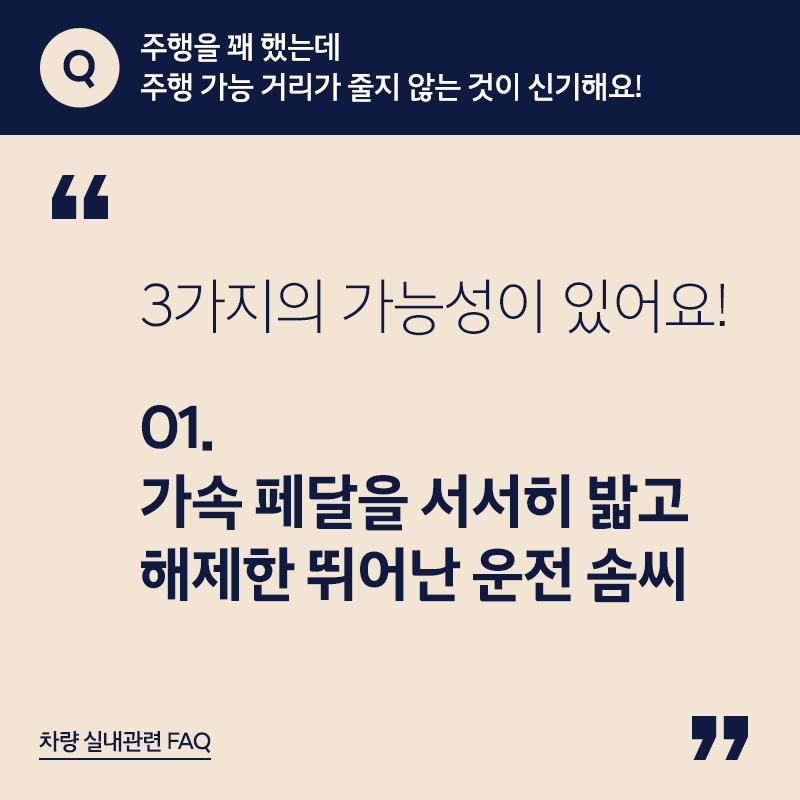 Q
주행을 꽤 했는데
주행 가능 거리가 줄지 않는 것이 신기해요!
“
3가지의 가능성이 있어요!
01.
가속 페달을 서서히 밟고
해제한 뛰어난 운전 솜씨
차량 실내관련 FAQ
”